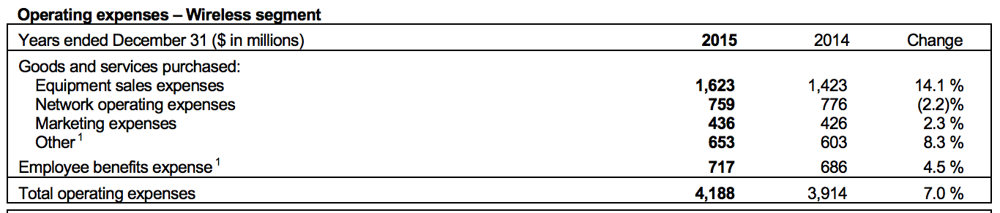 Operating expenses – Wireless segment
Years ended December 31 ($ in millions) 2015 2014 Change
Goods and services purchased:
Equipment sales expenses 1,623 1,423 14.1 %
Network operating expenses 759 776 (2.2)%
Marketing expenses 436 426 2.3 %
Other 1 653 603 8.3 %
Employee benefits expense 1 717 686 4.5 %
Total operating expenses 4,188 3,914 7.0 %